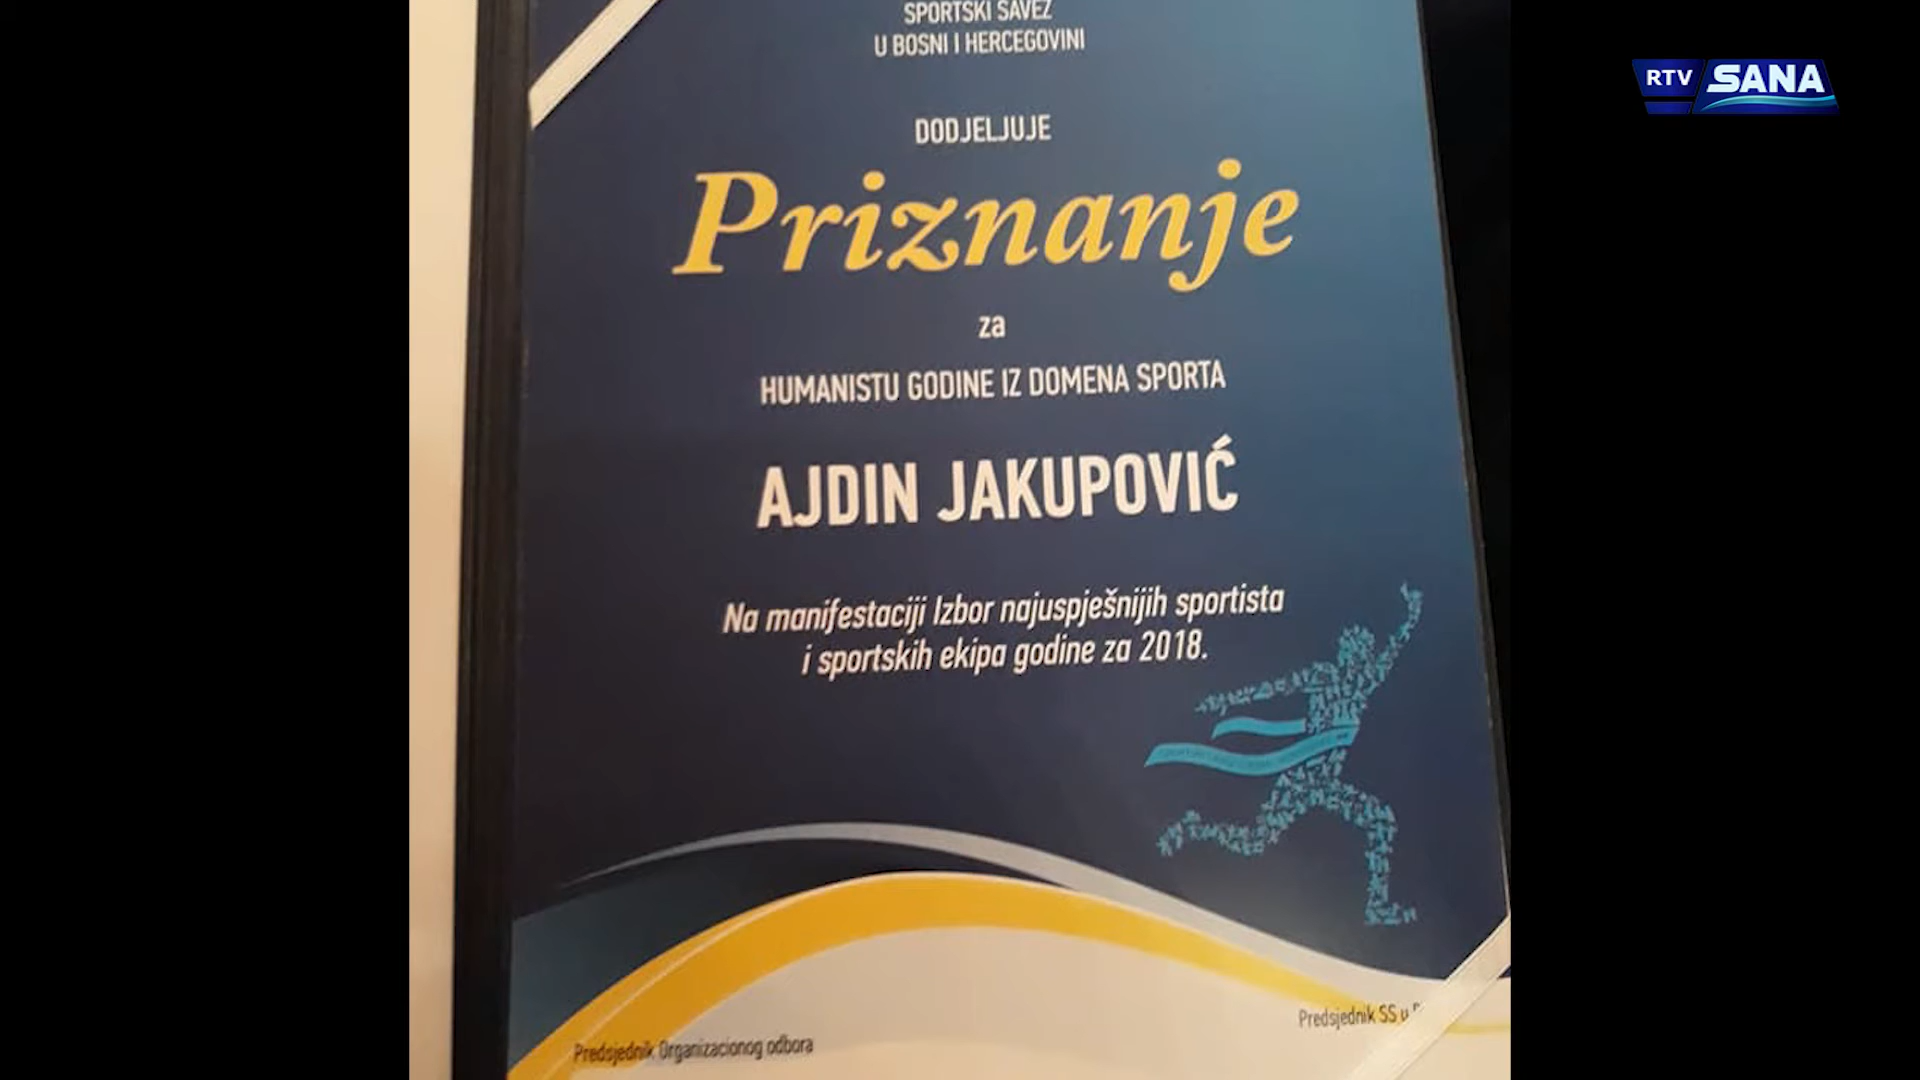 SPORTSKI SAVEZ
U BOSNI I HERCEGOVINI
RTV SANA
DODJELJUJE
Priznanje
za
HUMANISTU GODINE IZ DOMENA SPORTA
AJDIN JAKUPOVIĆ
Na manifestaciji Izbor najuspješnijih sportista
i sportskih ekipa godine za 2018.
Predsjednik SS u
Predsjednik Organizacionog odbora